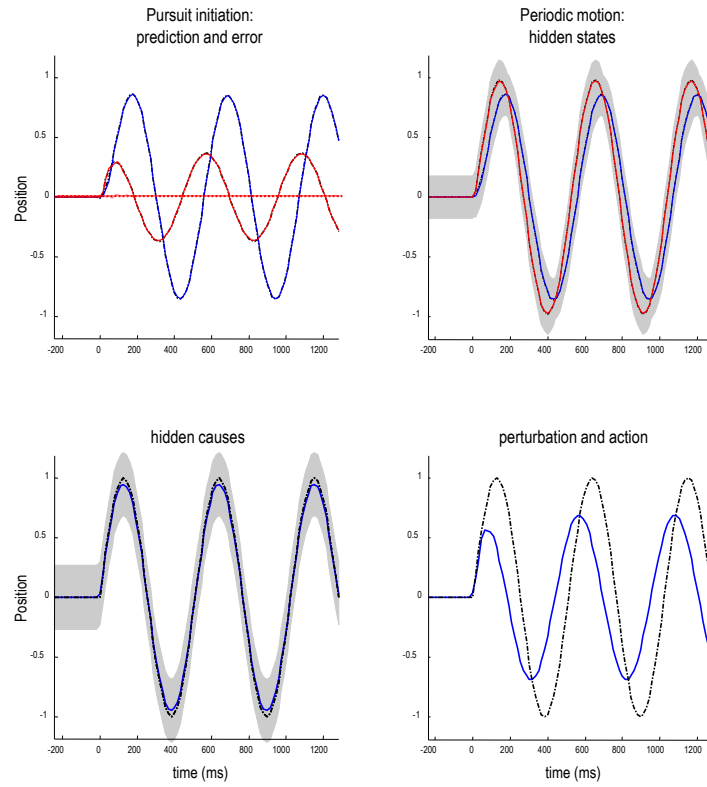 Pursuit initiation:
prediction and error
Periodic motion:
hidden states
1
0.5
0
-0.5
-1
Position
-200 0 200 400 600 800 1000 1200
1
0.5
0
-0.5
-1
-200 0 200 400 600 800 1000 1200
hidden causes
perturbation and action
1
0.5
0
-0.5
-1
Position
-200 0 200 400 600 800 1000 1200
time (ms)
1
0.5
0
-0.5
-1
-200 0 200 400 600 800 1000 1200
time (ms)